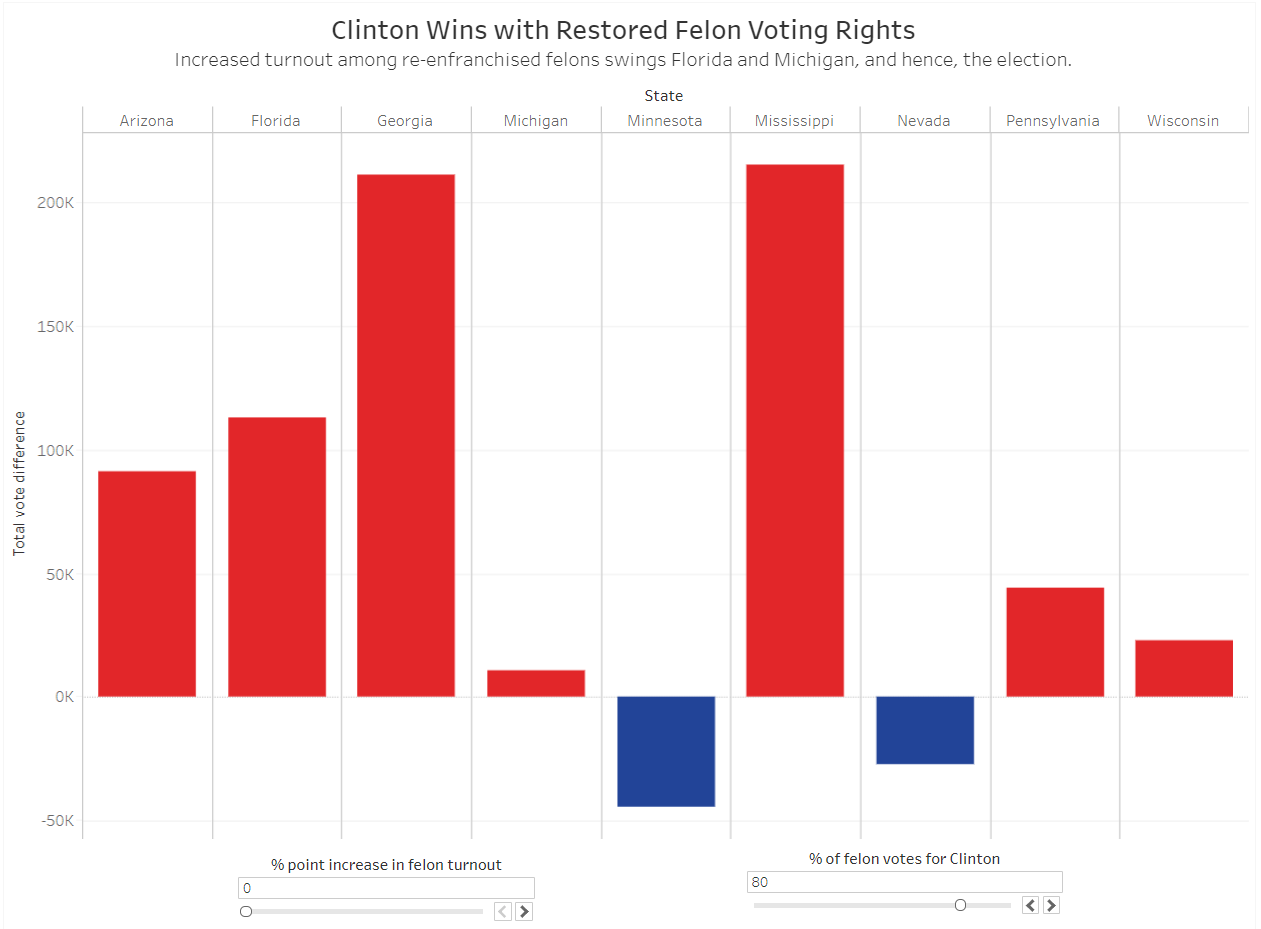 Clinton Wins with Restored Felon Voting Rights
Increased turnout among re-enfranchised felons swings Florida and Michigan, and hence, the election.
State
Arizona Florida Georgia Michigan Minnesota Mississippi Nevada Pennsylvania Wisconsin
Total vote difference
200K
150K
100K
50K
0K
-50K
% point increase in felon turnout
0
% of felon votes for Clinton
80